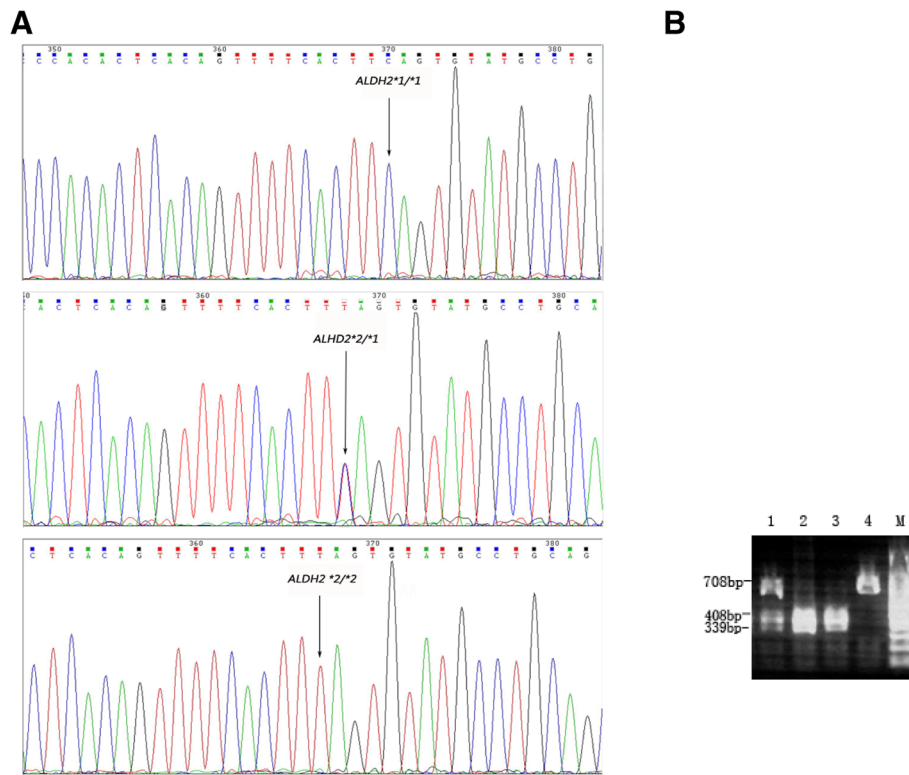 A
B
350 360 370 380
C C C A C A C T C A C A G T T T T C A C T T C A G T G T A T G C C T G
ALDH2*1/*1
360 370 380
A C T C A C A G T T T T C A C T T T A G T G T A T G C C T G C A
ALHD2*2/*1
360 370 380
C T C A C A G T T T T C A C T T T A G T G T A T G C C T G C A G
ALDH2 *2/*2
1 2 3 4 M
708bp
408bp
339bp